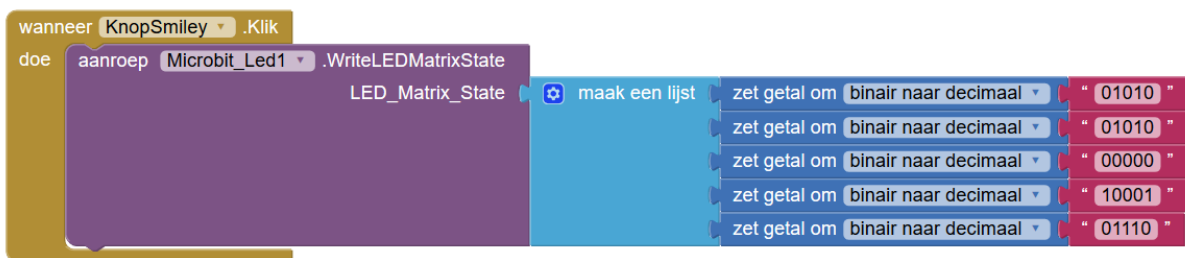 wanneer KnopSmiley .Klik
doe aanroep Microbit_Led1 .WriteLEDMatrixState
LED_Matrix_State maak een lijst zet getal om binair naar decimaal " 01010 "
zet getal om binair naar decimaal " 01010 "
zet getal om binair naar decimaal " 00000 "
zet getal om binair naar decimaal " 10001 "
zet getal om binair naar decimaal " 01110 "